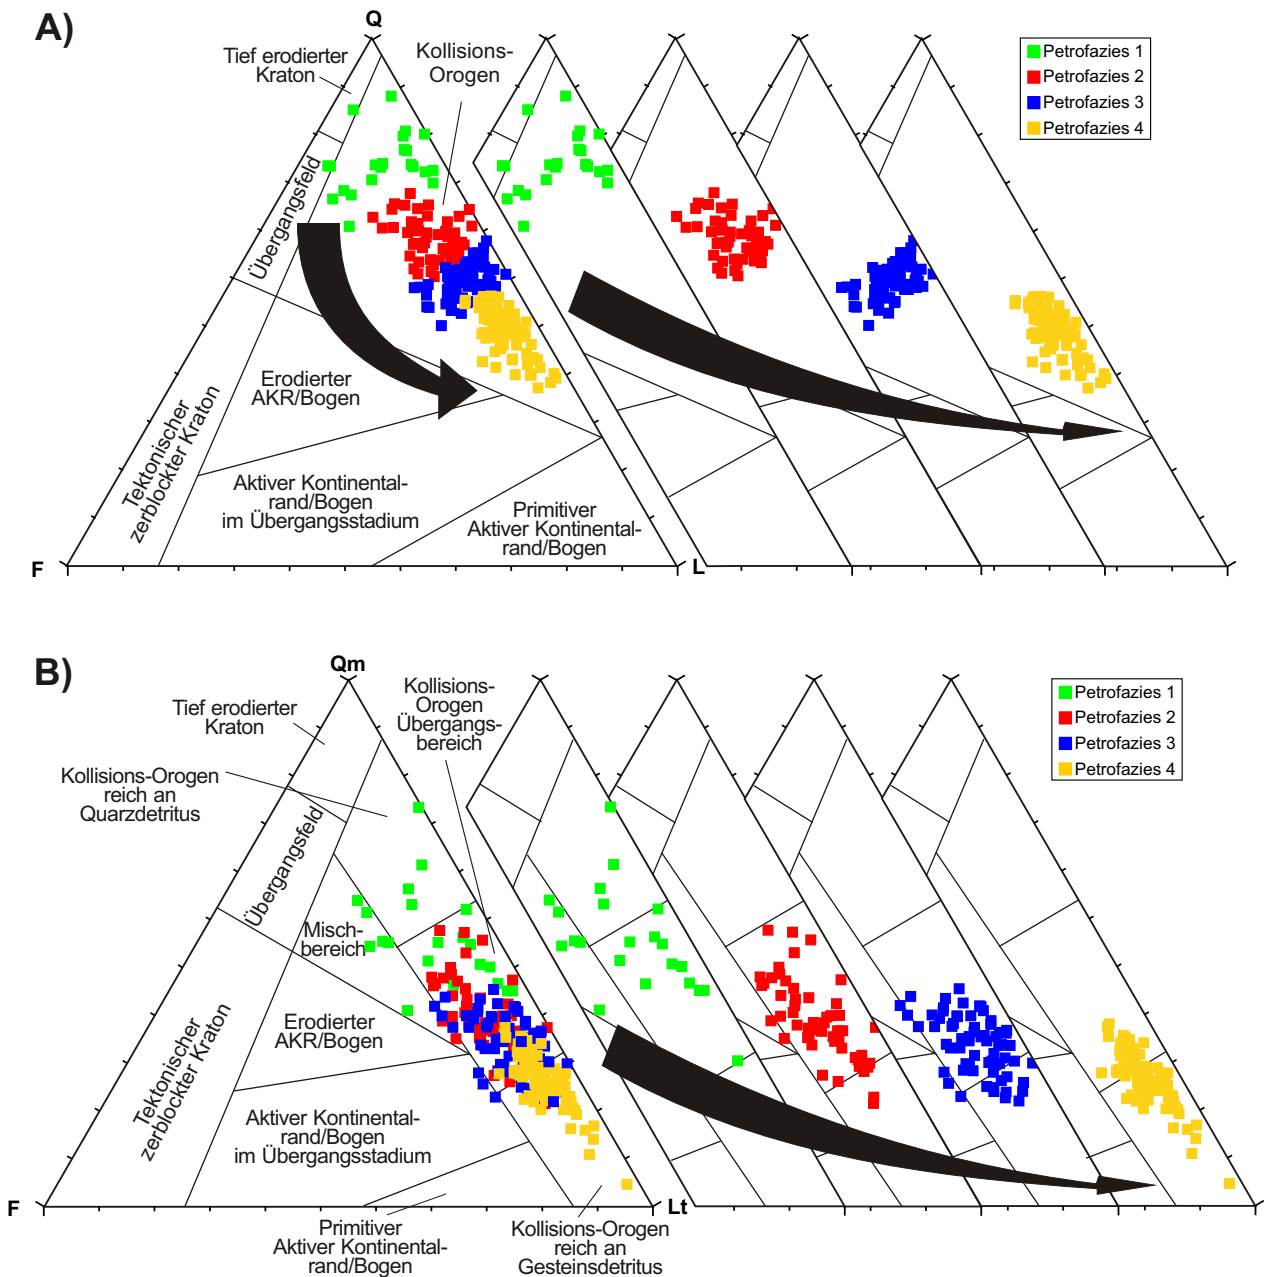 A)
Q
Tief erodierter
Kraton
Kollisions-
Orogen
Petrofazies 1
Petrofazies 2
Petrofazies 3
Petrofazies 4
Übergangsfeld
Tektonischer
zerblockter Kraton
Erodierter
AKR/Bogen
Aktiver Kontinental-
rand/Bogen
im Übergangsstadium
Primitiver
Aktiver Kontinental-
rand/Bogen
F
L
B)
Qm
Tief erodierter
Kraton
Kollisions-
Orogen
Übergangs-
bereich
Petrofazies 1
Petrofazies 2
Petrofazies 3
Petrofazies 4
Kollisions-Orogen
reich an
Quarzdetritus
Übergangsfeld
Misch-
bereich
Tektonischer
zerblockter Kraton
Erodierter
AKR/Bogen
Aktiver Kontinental-
rand/Bogen
im Übergangsstadium
F
Lt
Primitiver
Aktiver Kontinental-
rand/Bogen
Kollisions-Orogen
reich an
Gesteinsdetritus